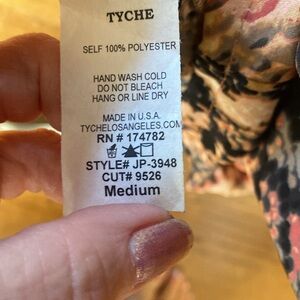 TYCHE
SELF 100% POLYESTER
HAND WASH COLD
DO NOT BLEACH
HANG OR LINE DRY
MADE IN U.S.A.
TYCHELOSANGELES.COM
RN # 174782
STYLE# JP-3948
CUT# 9526
Medium